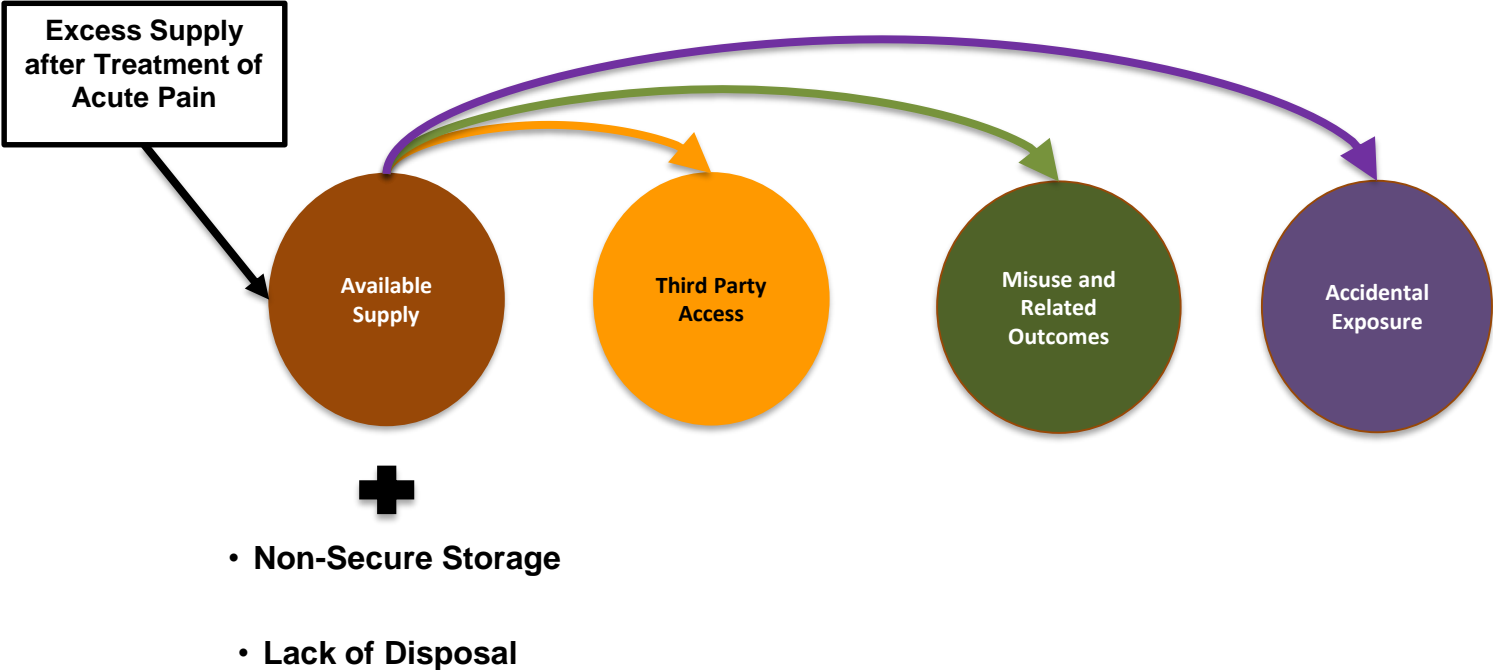 Excess Supply
after Treatment of
Acute Pain
Available
Supply
Third Party
Access
Misuse and
Related
Outcomes
Accidental
Exposure
• Non-Secure Storage
• Lack of Disposal